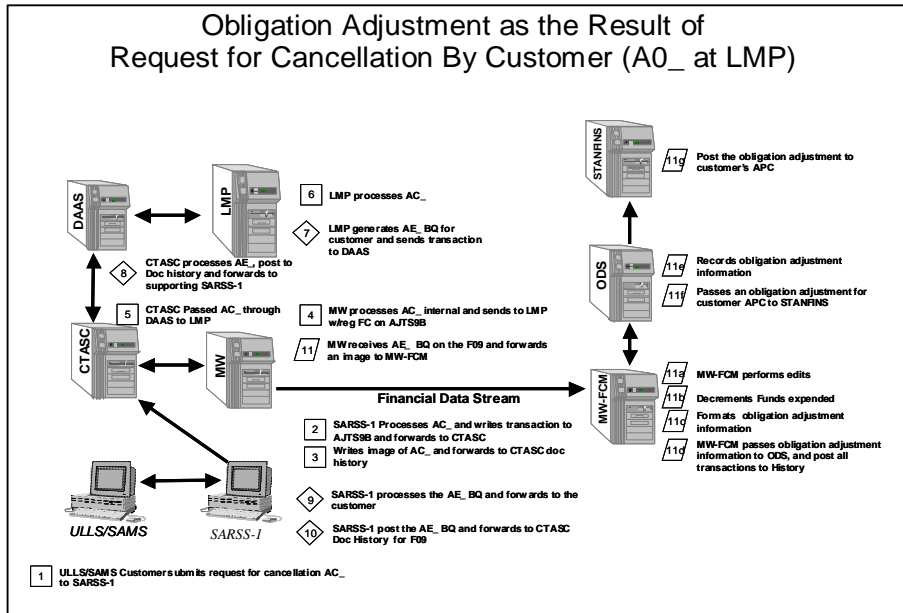 Obligation Adjustment as the Result of
Request for Cancellation By Customer (A0_ at LMP)
STANRNS
11g
Post the obligation adjustment to
customer's APC
DAAS
LMP
6
LMP processes AC_
7
LMP generates AE_ BQ for
customer and sends transaction
to DAAS
8
CTASC processes AE_, post to
Doc history and forwards to
supporting SARSS-1
ODS
11e
Records obligation adjustment
information
11f
Passes an obligation adjustment for
customer APC to STANFINS
5
CTASC Passed AC_ through
DAAS to LMP
4
MW processes AC_ internal and sends to LMP
w/reg FC on AJTS9B
CTASC
MW
11
MW receives AE_ BQ on the F09 and forwards
an image to MW-FCM
Financial Data Stream
MW-FCM
11a
MW-FCM performs edits
11b
Decrements Funds expended
11c
Formats obligation adjustment
information
11d
MW-FCM passes obligation adjustment
information to ODS, and post all
transactions to History
2
SARSS-1 Processes AC_ and writes transaction to
AJTS9B and forwards to CTASC
3
Writes image of AC_ and forwards to CTASC doc
history
9
SARSS-1 processes the AE_ BQ and forwards to the
customer
10
SARSS-1 post the AE_ BQ and forwards to CTASC
Doc History for F09
ULLS/SAMS
SARSS-1
1
ULLS/SAMS Customer submits request for cancellation AC_
to SARSS-1